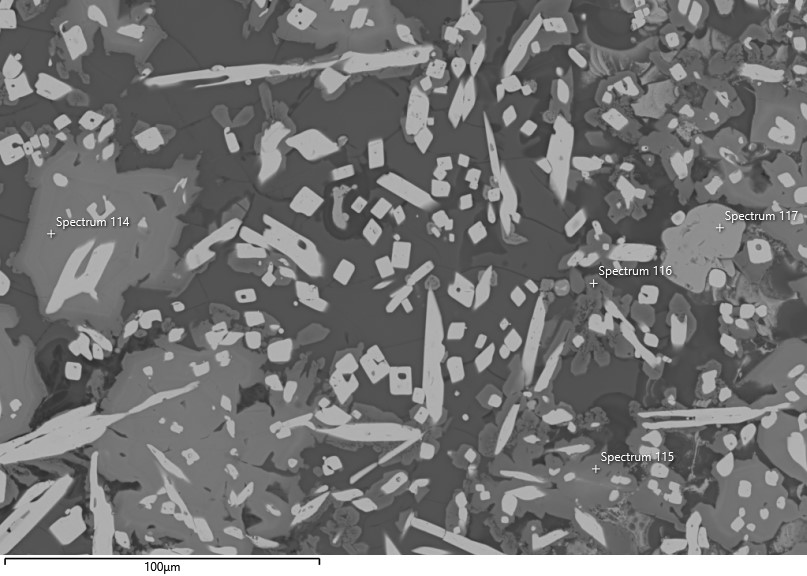 Spectrum 117
Spectrum 114
Spectrum 116
Spectrum 115
100μm